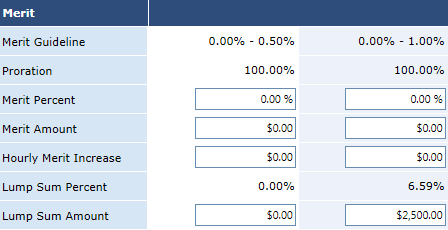 Merit
Merit Guideline 0.00% - 0.50% 0.00% - 1.00%
Proration 100.00% 100.00%
Merit Percent 0.00 % 0.00 %
Merit Amount $0.00 $0.00
Hourly Merit Increase $0.00 $0.00
Lump Sum Percent 0.00% 6.59%
Lump Sum Amount $0.00 $2,500.00